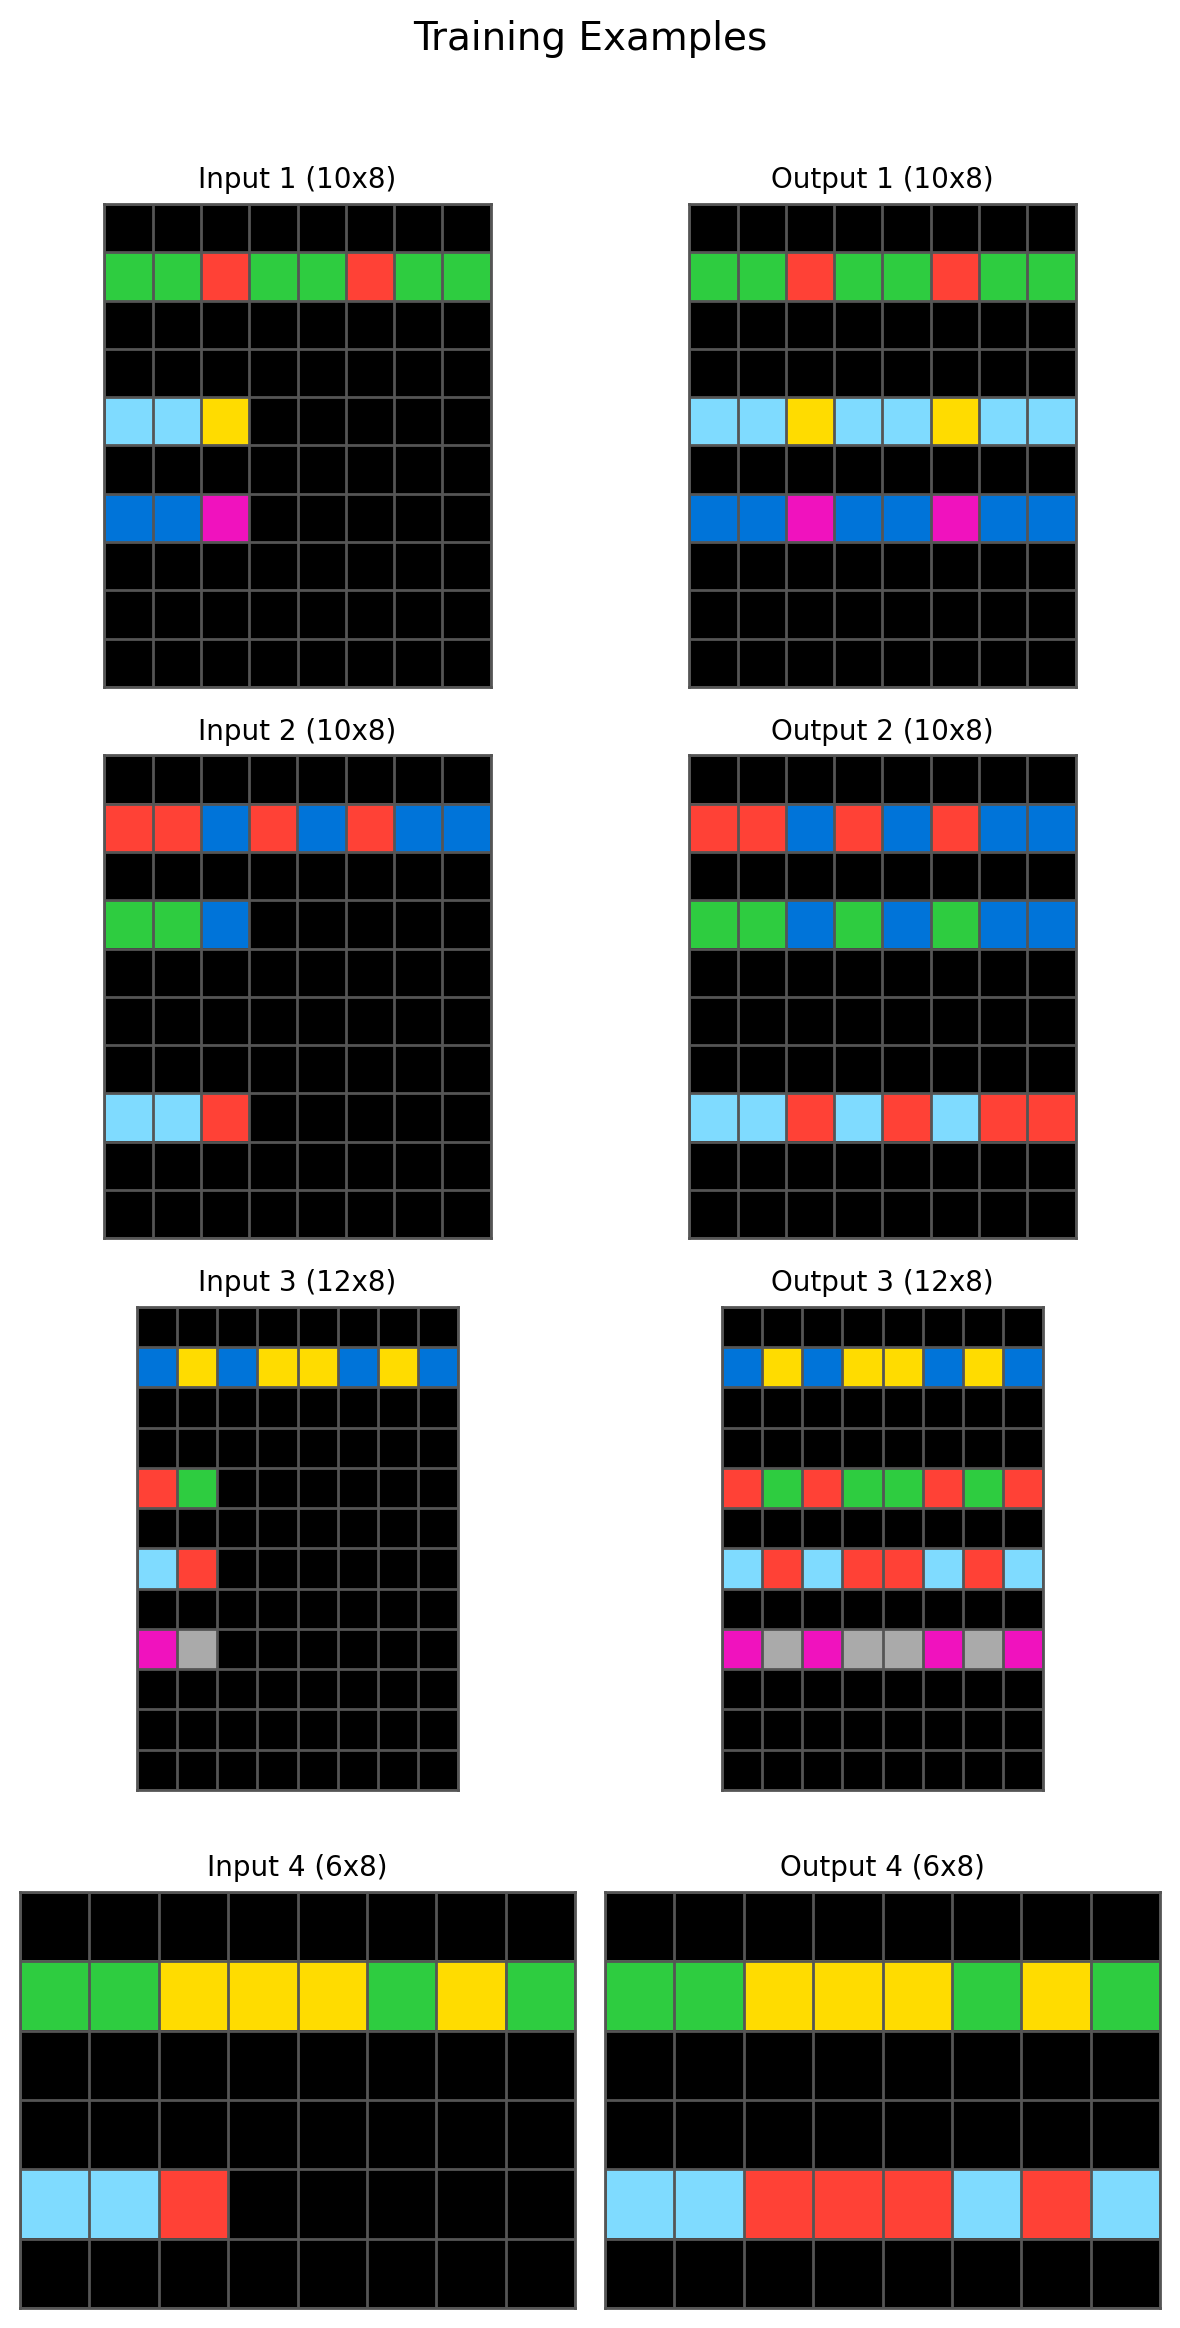 Training Examples
Input 1 (10x8)
Output 1 (10x8)
Input 2 (10x8)
Output 2 (10x8)
Input 3 (12x8)
Output 3 (12x8)
Input 4 (6x8)
Output 4 (6x8)